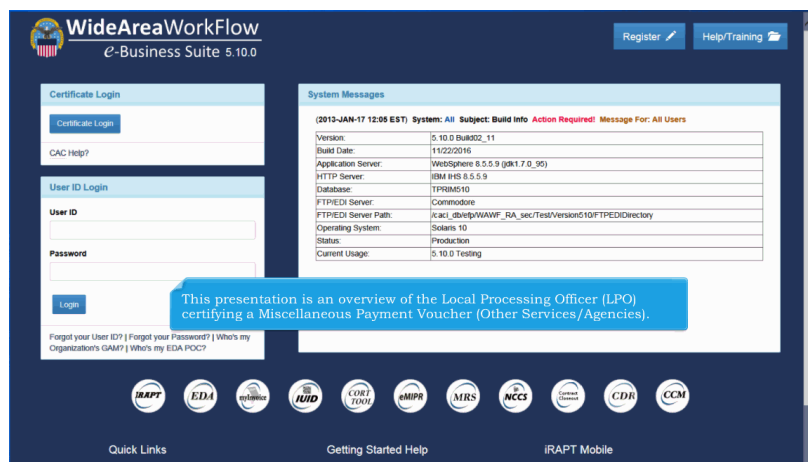 WideAreaWorkFlow
e-Business Suite 5.10.0
Register
Help/Training
Certificate Login
Certificate Login
CAC Help?
User ID Login
User ID
Password
Login
Forgot your User ID? | Forgot your Password? | Who's my
Organization's GAM? | Who's my EDA POC?
System Messages
(2013-JAN-17 12:05 EST) System: All Subject: Build Info Action Required! Message For: All Users
Version: 5.10.0 Build02_11
Build Date: 11/22/2016
Application Server: WebSphere 8.5.5.9 (jdk1.7.0_95)
HTTP Server: IBM IHS 8.5.5.9
Database: TPRIM510
FTP/EDI Server: Commodore
FTP/EDI Server Path: /caci_db/efp/WAWF_RA_sec/Test/Version510/FTPEDIDirectory
Operating System: Solaris 10
Status: Production
Current Usage: 5.10.0 Testing
This presentation is an overview of the Local Processing Officer (LPO)
certifying a Miscellaneous Payment Voucher (Other Services/Agencies).
iRAPT EDA myInvoice IUID CORT TOOL eMIPR MRS NCCS Contract Closeout CDR CCM
Quick Links
Getting Started Help
iRAPT Mobile